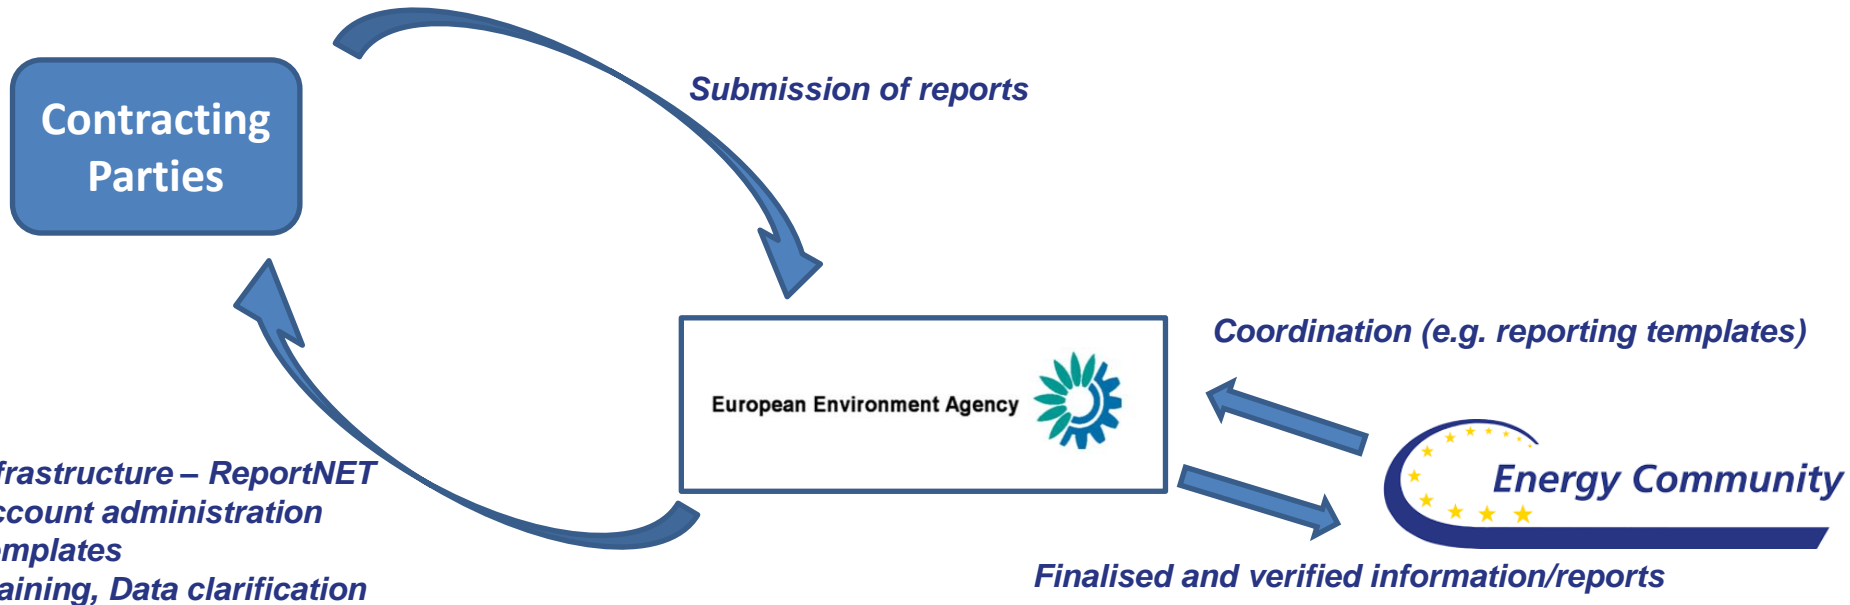 Contracting
Parties
Submission of reports
European Environment Agency
Coordination (e.g. reporting templates)
Energy Community
frastructure – ReportNET
ccount administration
emplates
aining, Data clarification
Finalised and verified information/reports